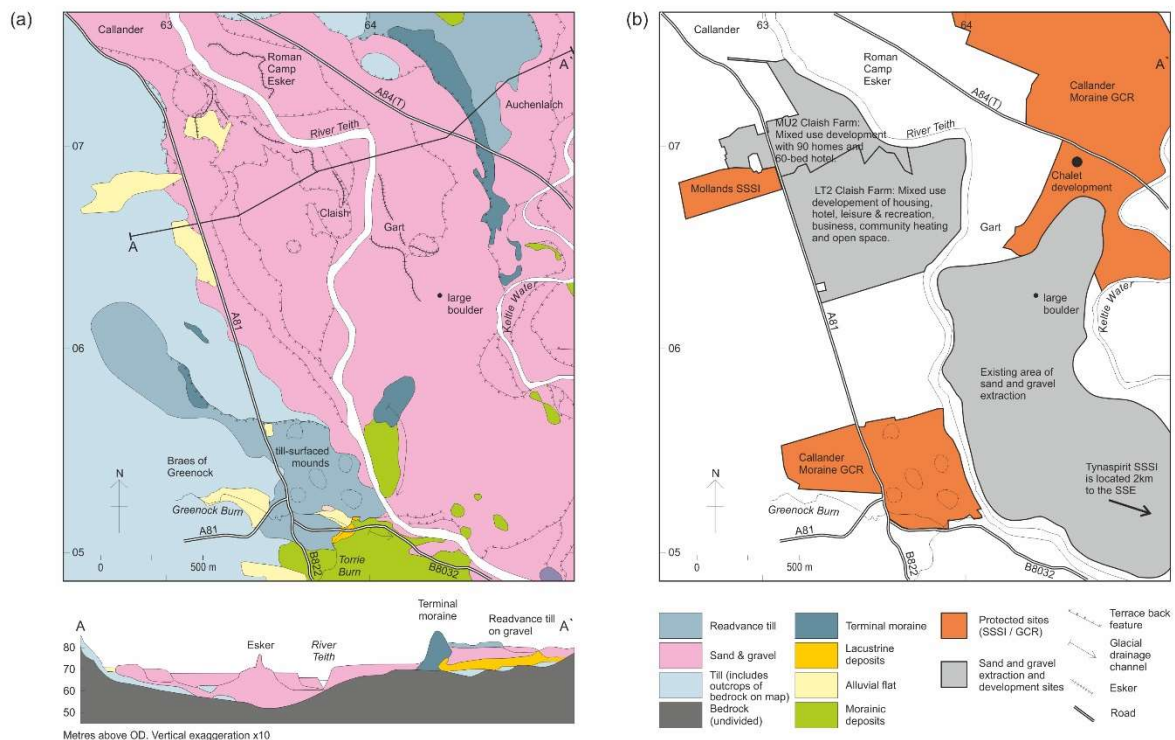 (a)
63
64
Callander
Roman
Camp
Esker
A84(T)
A`
Auchenlaich
River Teith
07
Claish
Gart
A
large
boulder
Keltie Water
A81
06
till-surfaced
mounds
Braes of
Greenock
N
Greenock Burn
A81
05
0
500 m
B822
Torrie
Burn
B8032
A
Esker
River
Teith
Terminal
moraine
Readvance till
on gravel
A`
80
70
60
50
Metres above OD. Vertical exaggeration x10
(b)
63
64
Callander
Roman
Camp
Esker
A84(T)
A`
Callander
Moraine GCR
River Teith
07
MU2 Claish Farm:
Mixed use development
with 90 homes and
60-bed hotel.
Mollands SSSI
Chalet
development
LT2 Claish Farm: Mixed use
developement of housing,
hotel, leisure & recreation,
business, community heating
and open space.
Gart
large
boulder
Keltie Water
A81
06
Existing area of
sand and gravel
extraction
Callander
Moraine GCR
N
Greenock Burn
A81
Tynaspirit SSSI
is located 2km
to the SSE
05
0
500 m
B822
B8032
Readvance till
Sand & gravel
Till (includes
outcrops of
bedrock on map)
Bedrock
(undivided)
Terminal moraine
Lacustrine
deposits
Alluvial flat
Morainic
deposits
Protected sites
(SSSI / GCR)
Sand and gravel
extraction and
development sites
Terrace back
feature
Glacial
drainage
channel
Esker
Road